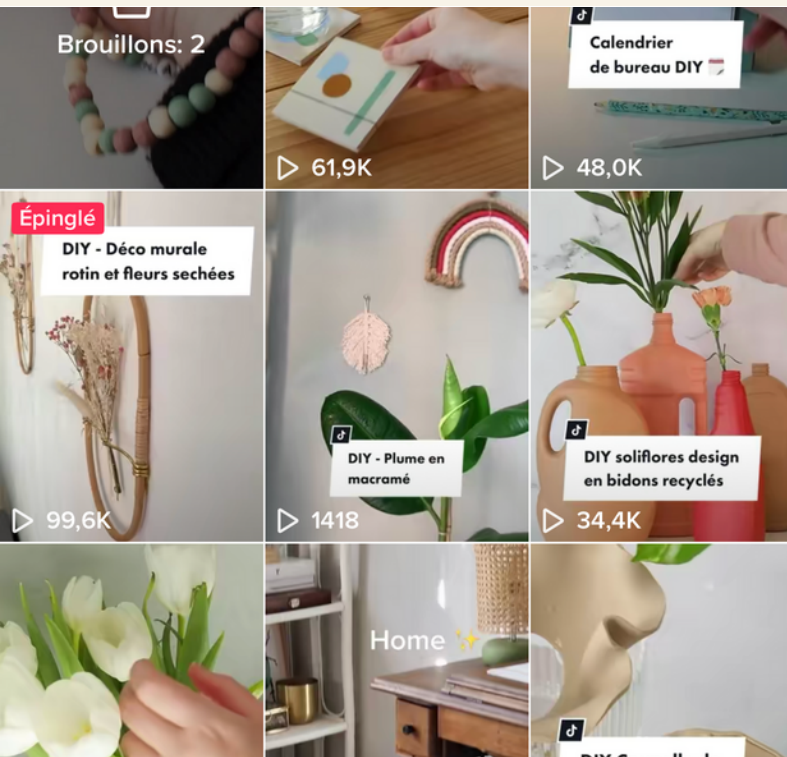 Brouillons: 2
61,9K
Calendrier
de bureau DIY
48,0K
Épinglé
DIY - Déco murale
rotin et fleurs sechées
99,6K
DIY - Plume en
macramé
1418
DIY soliflores design
en bidons recyclés
34,4K
Home ✨